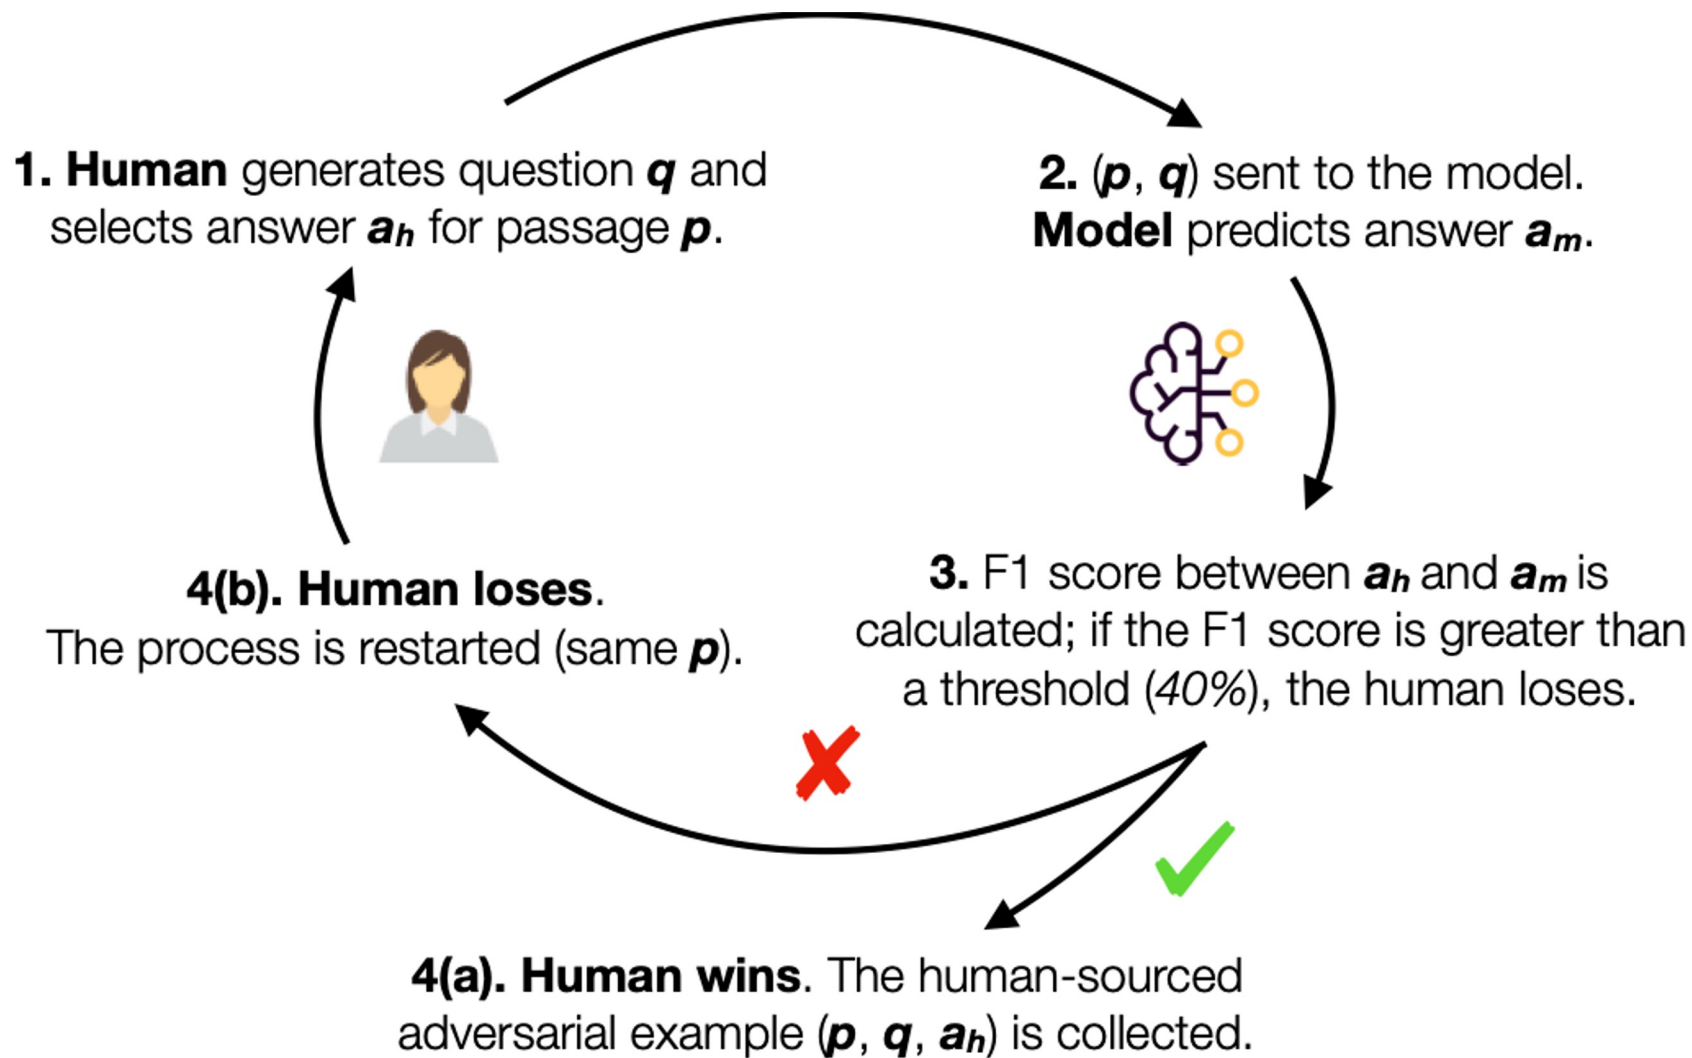 1. Human generates question q and
selects answer aₕ for passage p.
2. (p, q) sent to the model.
Model predicts answer aₘ.
3. F1 score between aₕ and aₘ is
calculated; if the F1 score is greater than
a threshold (40%), the human loses.
4(b). Human loses.
The process is restarted (same p).
4(a). Human wins. The human-sourced
adversarial example (p, q, aₕ) is collected.